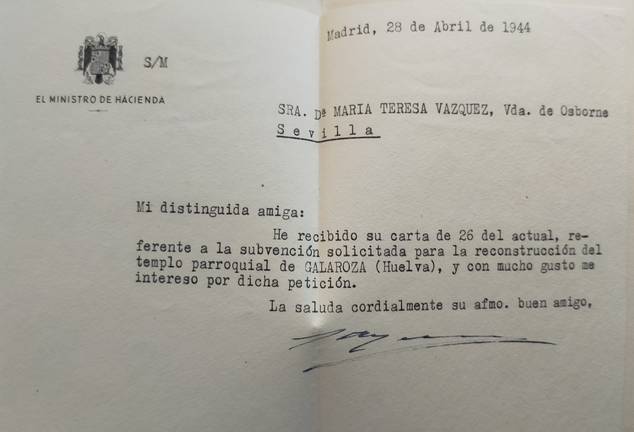 Madrid, 28 de Abril de 1944
S/M
EL MINISTRO DE HACIENDA
SRA. Dª MARIA TERESA VAZQUEZ, Vda. de Osborne
Sevilla
Mi distinguida amiga:
He recibido su carta de 26 del actual, re-
ferente a la subvención solicitada para la reconstrucción del
templo parroquial de GALAROZA (Huelva), y con mucho gusto me
intereso por dicha petición.
La saluda cordialmente su afmo. buen amigo,